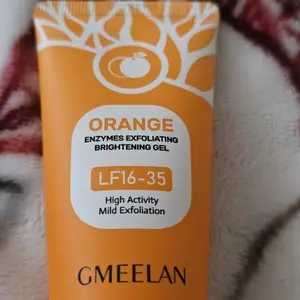 ORANGE
ENZYMES EXFOLIATING
BRIGHTENING GEL
LF16-35
High Activity
Mild Exfoliation
GMEELAN